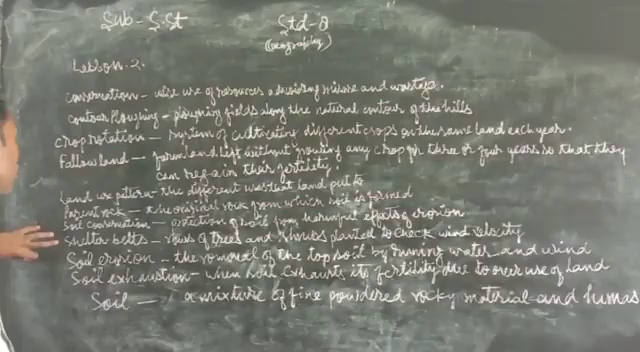 Sub - S.St Std - 8
(Geography)
Lesson - 2.
Conservation - wise use of resources avoiding misuse and wastage.
Contour Ploughing - ploughing fields along the natural contour of the hills
Crop rotation - System of cultivating different crops on the same land each year.
Fallow land - farm land left without growing any crop for three or four years so that they
can regain their fertility
Land use pattern - the different uses that land put to
Parent rock - the original rock from which soil is formed
Soil conservation - protection of soil from harmful effects of erosion
Shelter belts - rows of trees and shrubs planted to check wind velocity
Soil erosion - the removal of the top soil by running water and wind
Soil exhaustion - when soil exhausts its fertility due to over use of land
Soil - a mixture of fine powdered rocky material and humas